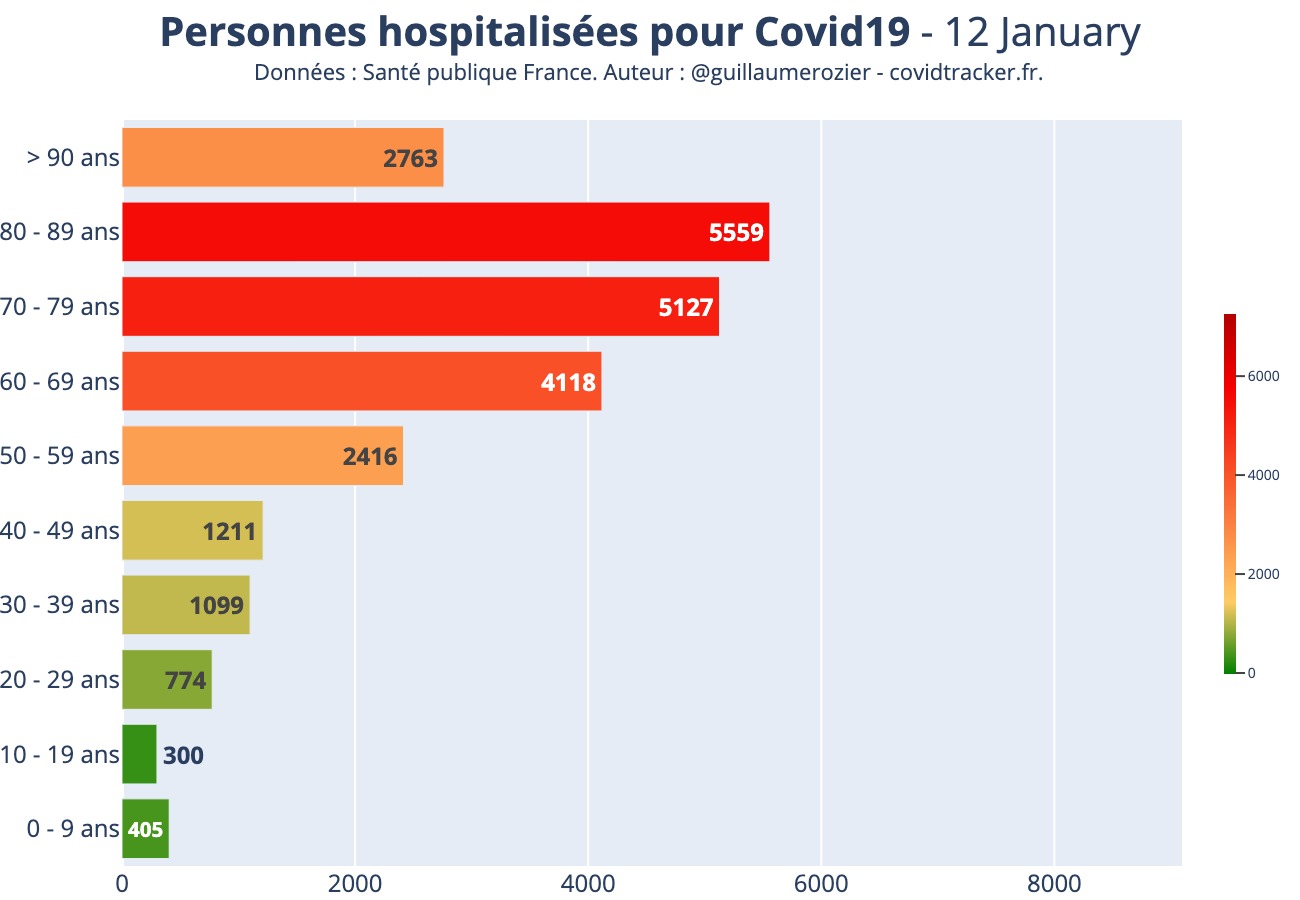 Personnes hospitalisées pour Covid19 - 12 January
Données : Santé publique France. Auteur : @guillaumerozier - covidtracker.fr.
> 90 ans 2763
80 - 89 ans 5559
70 - 79 ans 5127
60 - 69 ans 4118
50 - 59 ans 2416
40 - 49 ans 1211
30 - 39 ans 1099
20 - 29 ans 774
10 - 19 ans 300
0 - 9 ans 405
0 2000 4000 6000 8000
6000
4000
2000
0